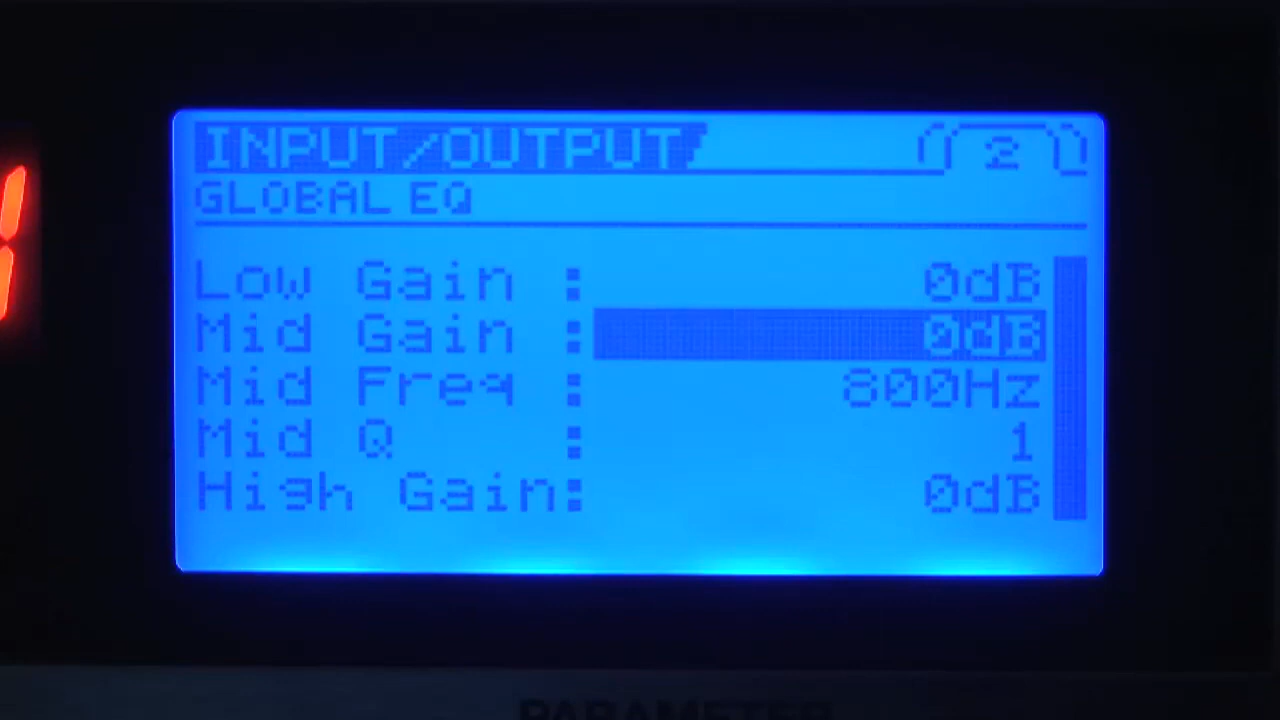 INPUT/OUTPUT 2
GLOBAL EQ
Low Gain : 0dB
Mid Gain : 0dB
Mid Freq : 800Hz
Mid Q : 1
High Gain: 0dB
PARAMETER